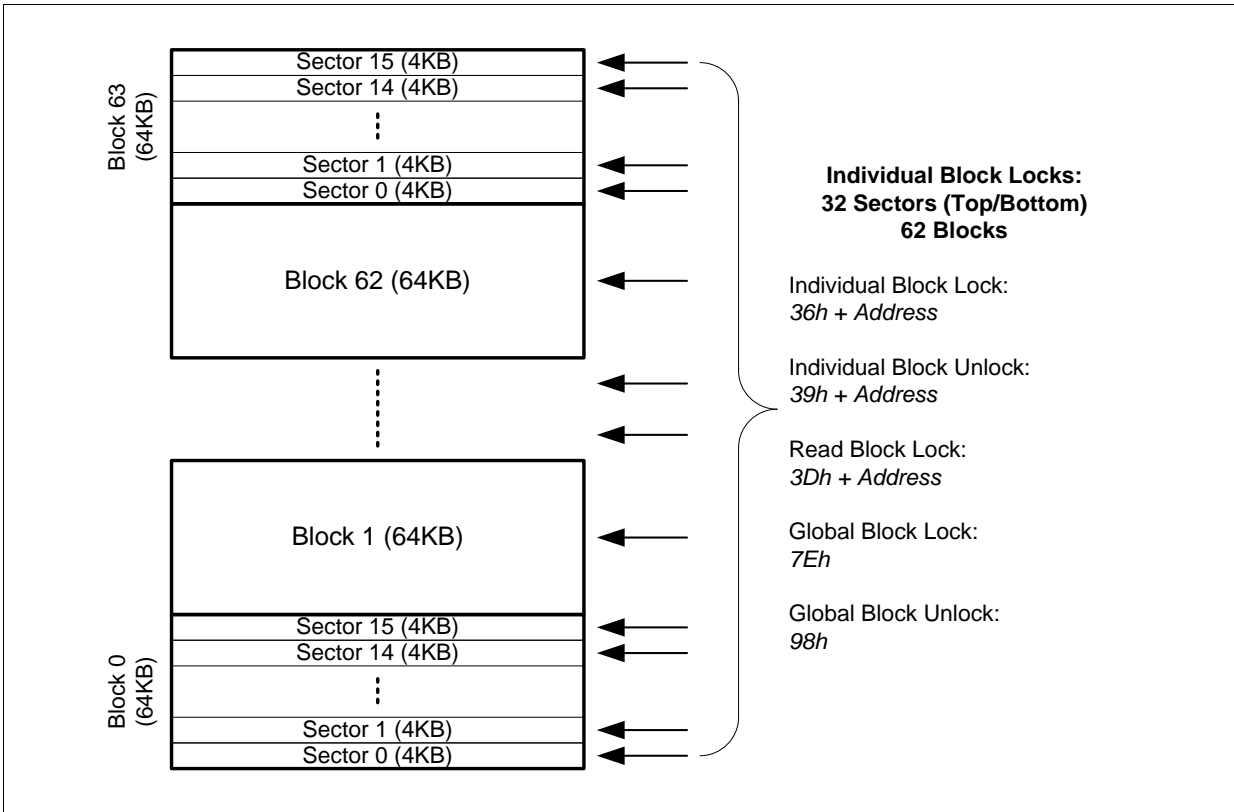 Block 63
(64KB)
Sector 15 (4KB)
Sector 14 (4KB)
Sector 1 (4KB)
Sector 0 (4KB)
Block 62 (64KB)
Block 1 (64KB)
Block 0
(64KB)
Sector 15 (4KB)
Sector 14 (4KB)
Sector 1 (4KB)
Sector 0 (4KB)
Individual Block Locks:
32 Sectors (Top/Bottom)
62 Blocks
Individual Block Lock:
36h + Address
Individual Block Unlock:
39h + Address
Read Block Lock:
3Dh + Address
Global Block Lock:
7Eh
Global Block Unlock:
98h